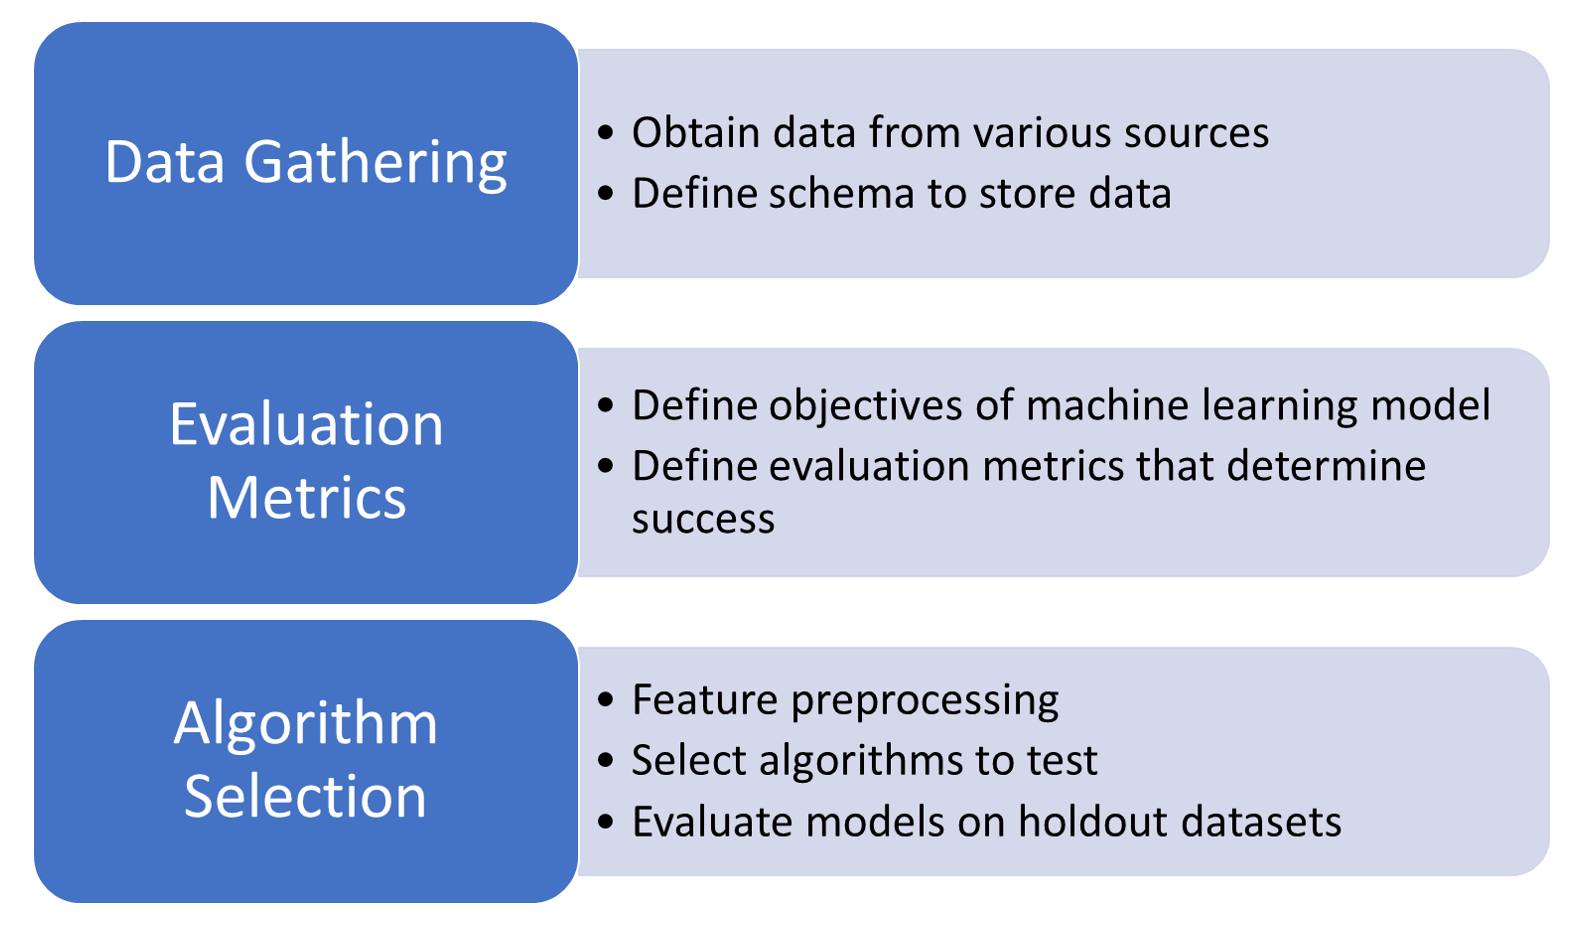 Data Gathering
• Obtain data from various sources
• Define schema to store data
Evaluation
Metrics
• Define objectives of machine learning model
• Define evaluation metrics that determine
success
Algorithm
Selection
• Feature preprocessing
• Select algorithms to test
• Evaluate models on holdout datasets